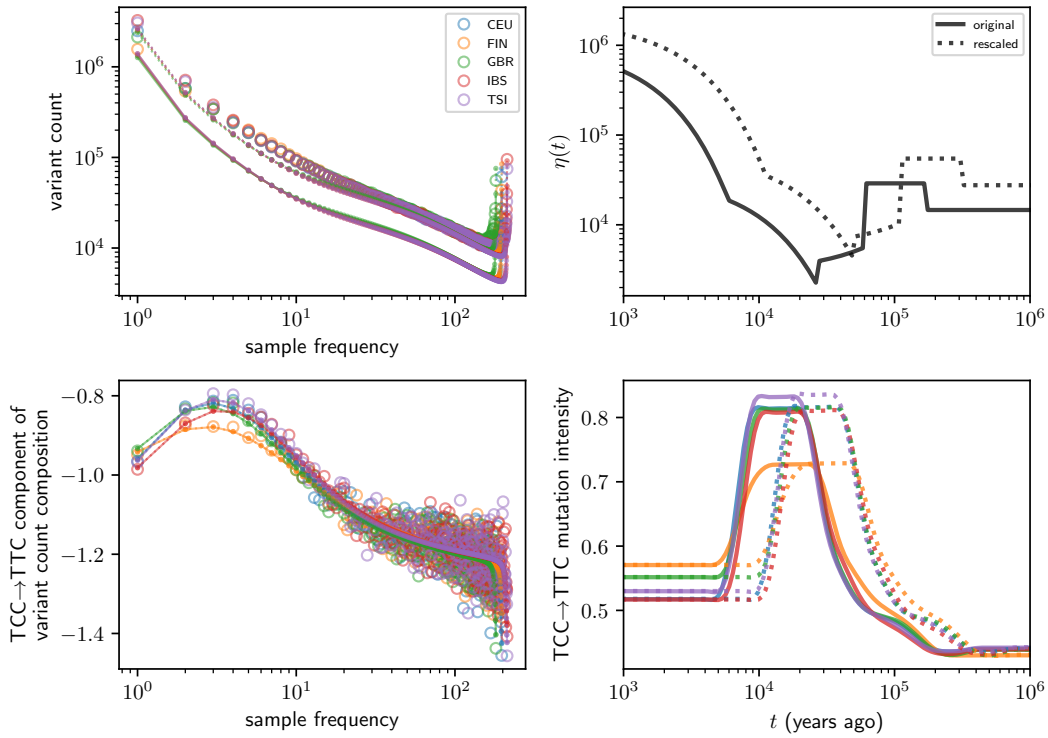 10^6
10^5
10^4
variant count
10^0
10^1
10^2
sample frequency
CEU
FIN
GBR
IBS
TSI
10^6
10^5
10^4
η(t)
10^3
10^4
10^5
10^6
original
rescaled
−0.8
−1.0
−1.2
−1.4
TCC→TTC component of
variant count composition
10^0
10^1
10^2
sample frequency
0.8
0.7
0.6
0.5
TCC→TTC mutation intensity
10^3
10^4
10^5
10^6
t (years ago)